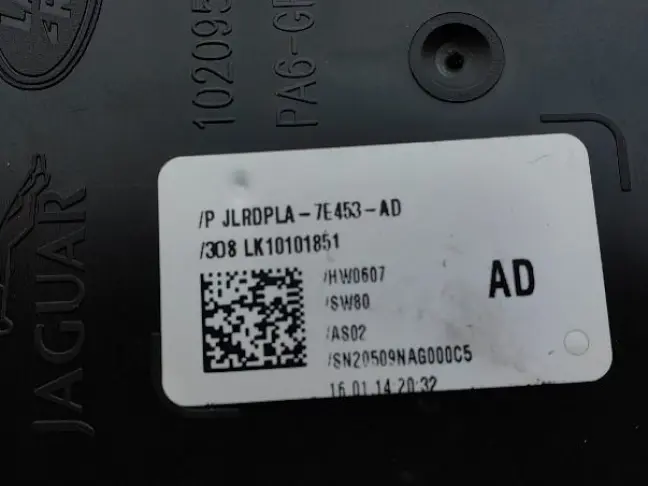 102095
PA6-GF
JAGUAR
/P JLRDPLA-7E453-AD
/308 LK10101851
/HW0607
/SW80
/AS02
/SN20509NAG000C5
16.01.14 20:32
AD